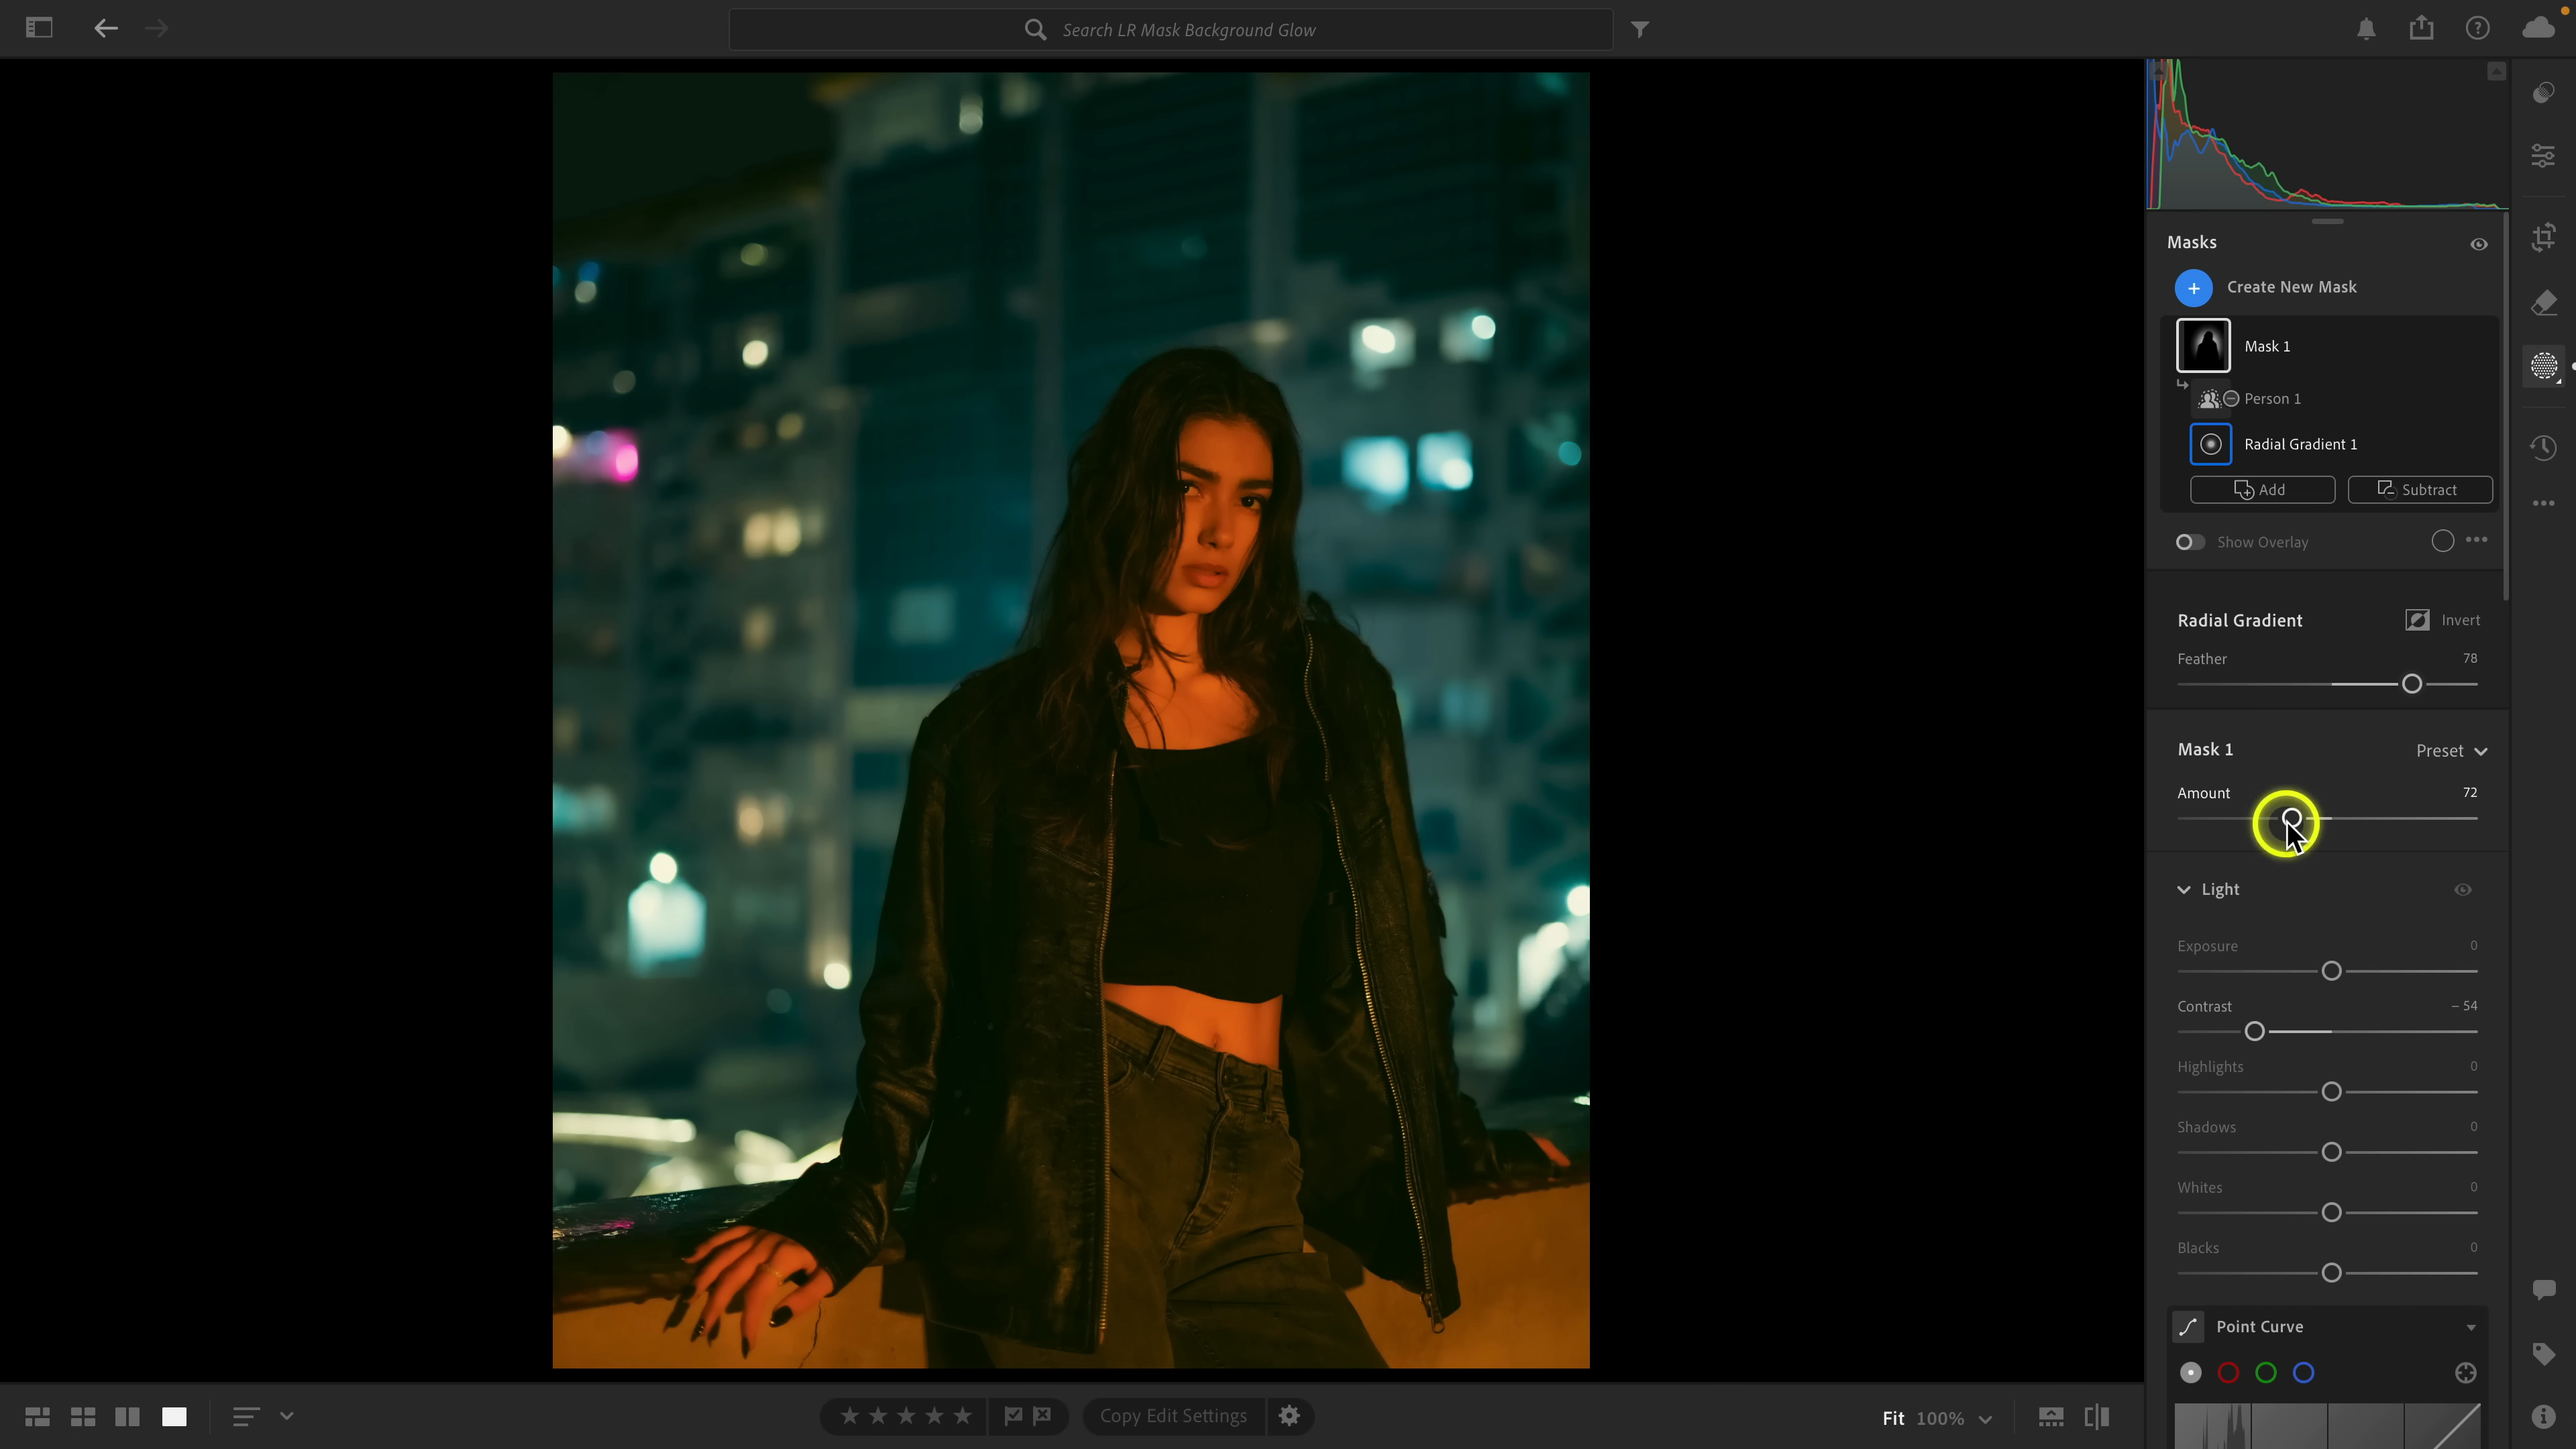 Search LR Mask Background Glow
Masks
Create New Mask
Mask 1
Person 1
Radial Gradient 1
Add Subtract
Show Overlay
Radial Gradient Invert
Feather 78
Mask 1 Preset
Amount 72
Light
Exposure 0
Contrast – 54
Highlights 0
Shadows 0
Whites 0
Blacks 0
Point Curve
Copy Edit Settings
Fit 100%